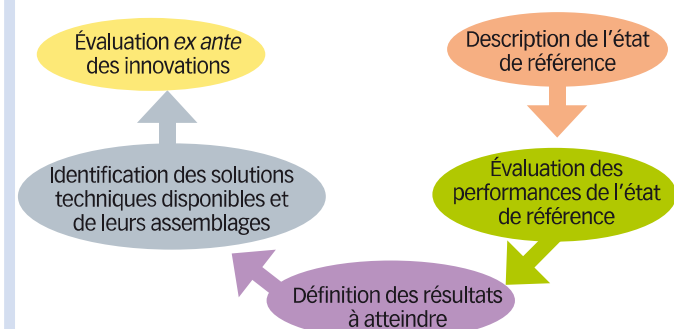 Évaluation ex ante
des innovations
Description de l'état
de référence
Identification des solutions
techniques disponibles et
de leurs assemblages
Évaluation des
performances de l'état
de référence
Définition des résultats
à atteindre